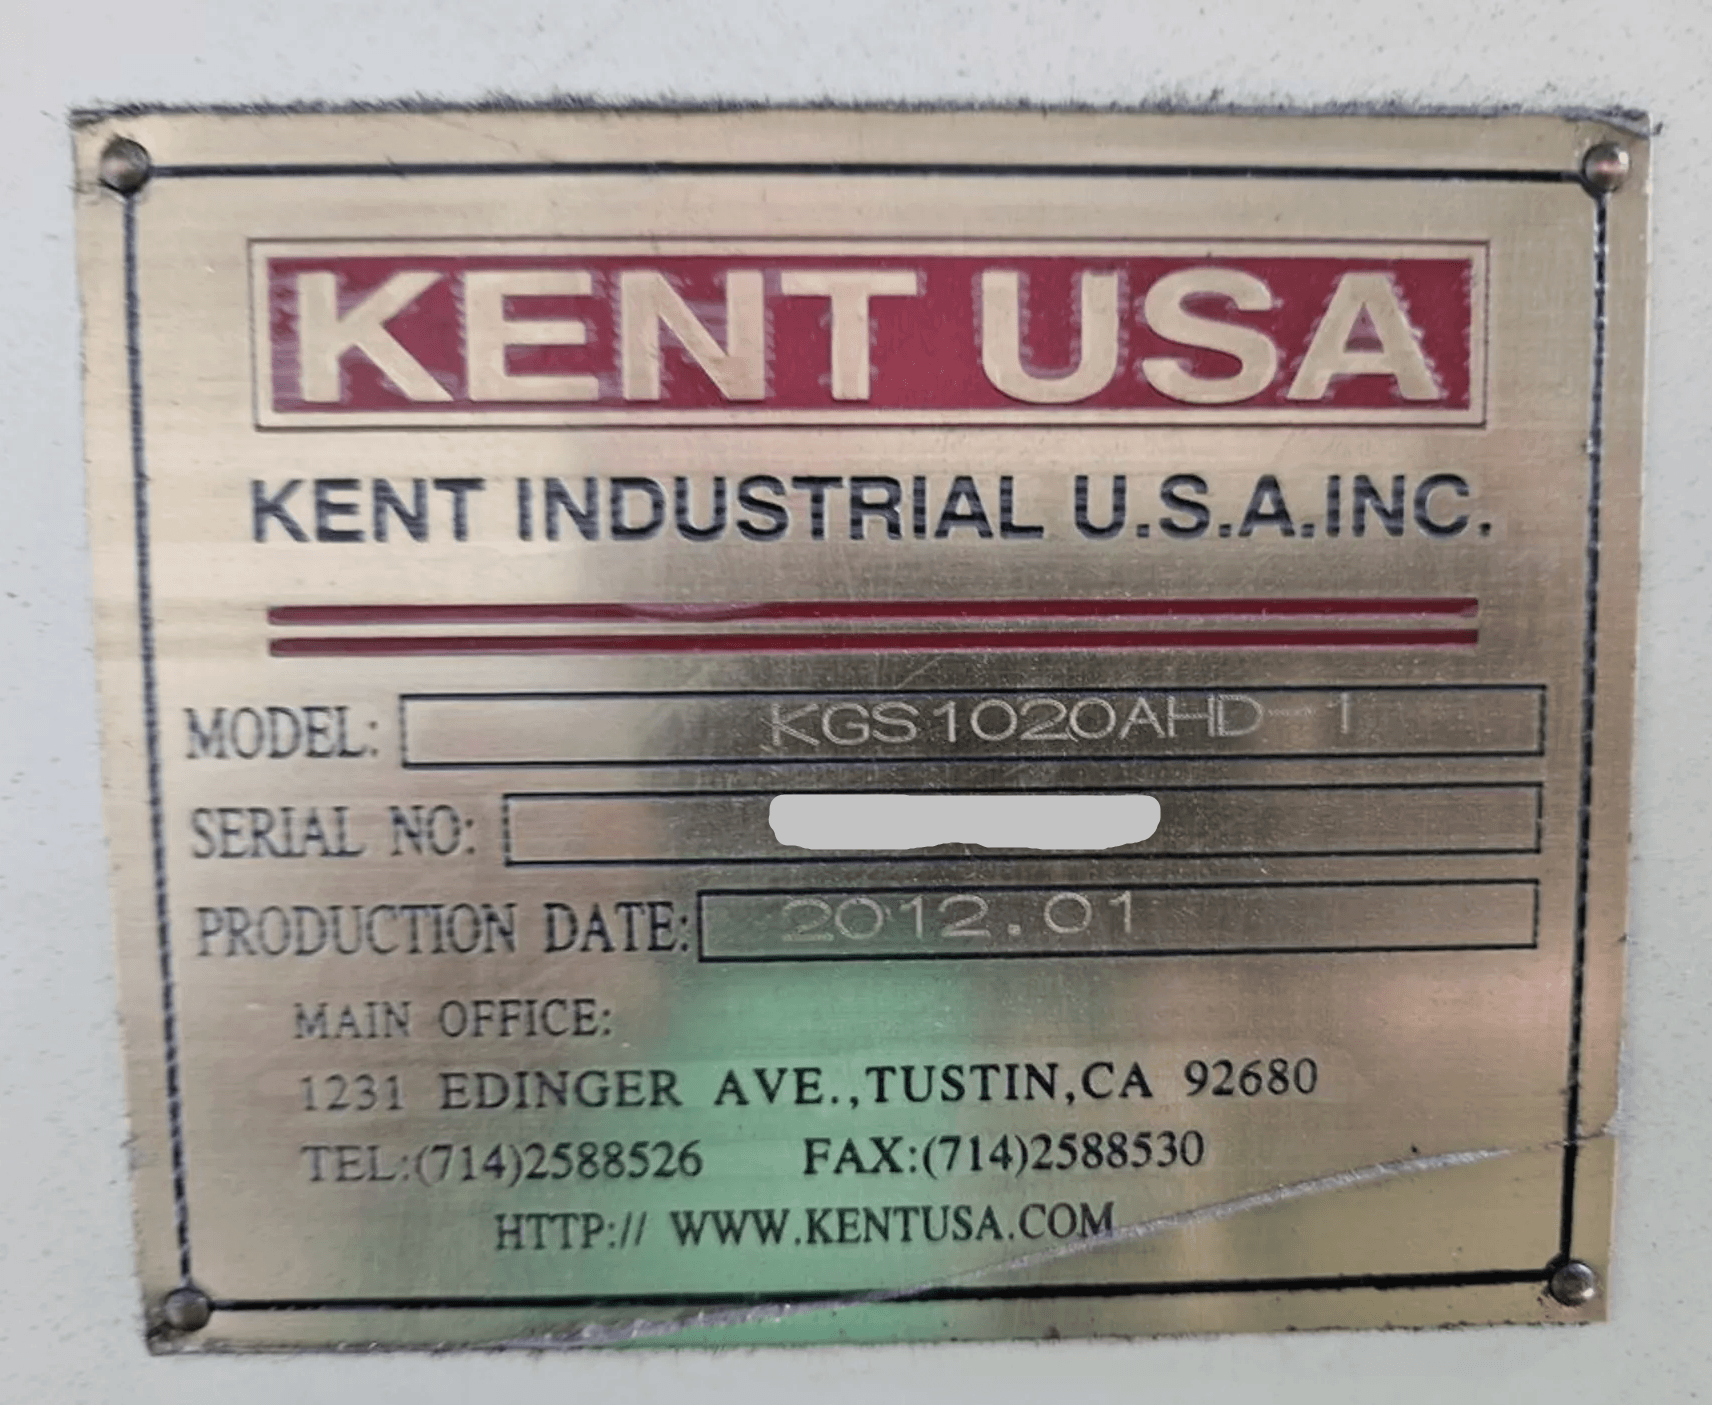 KENT USA
KENT INDUSTRIAL U.S.A.INC.
MODEL: KGS1020AHD-1
SERIAL NO:
PRODUCTION DATE: 2012.01
MAIN OFFICE:
1231 EDINGER AVE.,TUSTIN,CA 92680
TEL:(714)2588526 FAX:(714)2588530
HTTP:// WWW.KENTUSA.COM